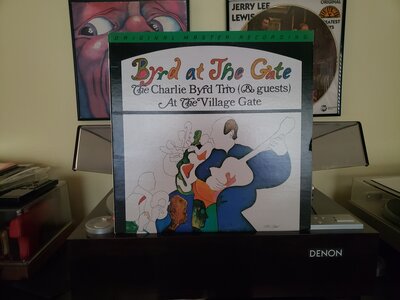 JERRY LEE
LEWIS
ORIGINAL
ORIGINAL MASTER RECORDING
Byrd at The Gate
The Charlie Byrd Trio (& guests)
At The Village Gate
DENON